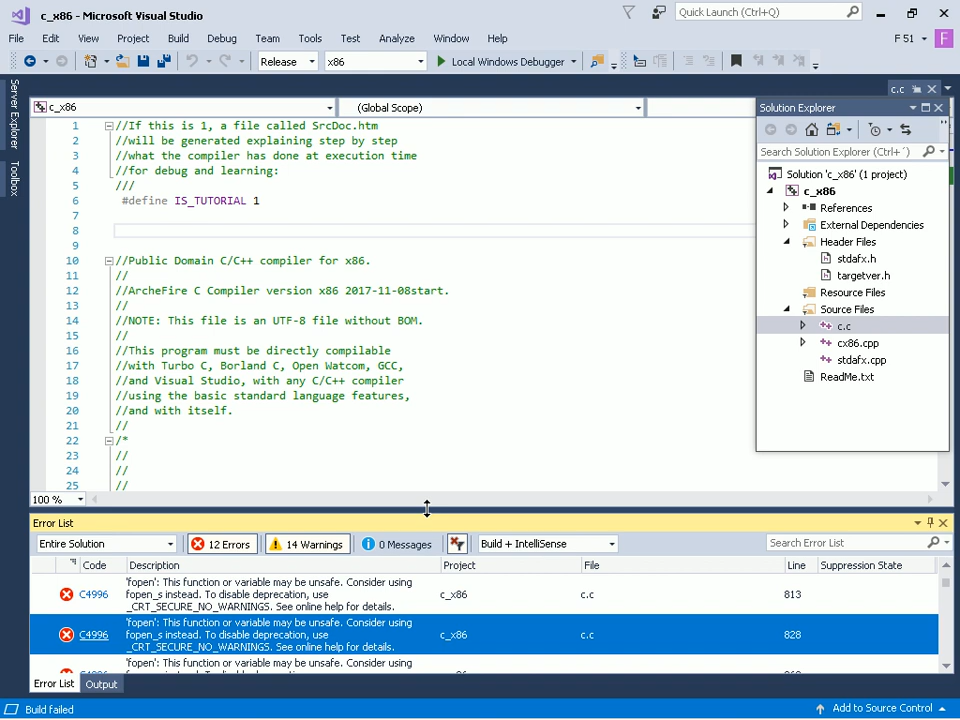 c_x86 - Microsoft Visual Studio
Quick Launch (Ctrl+Q)
File Edit View Project Build Debug Team Tools Test Analyze Window Help
F 51 F
Release x86 Local Windows Debugger
Server Explorer
Toolbox
c.c
c_x86 (Global Scope)
1 //If this is 1, a file called SrcDoc.htm
2 //will be generated explaining step by step
3 //what the compiler has done at execution time
4 //for debug and learning:
5 ///
6 #define IS_TUTORIAL 1
7
8
9
10 //Public Domain C/C++ compiler for x86.
11 //
12 //ArcheFire C Compiler version x86 2017-11-08start.
13 //
14 //NOTE: This file is an UTF-8 file without BOM.
15 //
16 //This program must be directly compilable
17 //with Turbo C, Borland C, Open Watcom, GCC,
18 //and Visual Studio, with any C/C++ compiler
19 //using the basic standard language features,
20 //and with itself.
21 //
22 /*
23 //
24 //
25 //
100 %
Solution Explorer
Search Solution Explorer (Ctrl+´)
Solution 'c_x86' (1 project)
c_x86
References
External Dependencies
Header Files
stdafx.h
targetver.h
Resource Files
Source Files
c.c
cx86.cpp
stdafx.cpp
ReadMe.txt
Error List
Entire Solution 12 Errors 14 Warnings 0 Messages Build + IntelliSense Search Error List
Code Description Project File Line Suppression State
'fopen': This function or variable may be unsafe. Consider using
C4996 fopen_s instead. To disable deprecation, use c_x86 c.c 813
_CRT_SECURE_NO_WARNINGS. See online help for details.
'fopen': This function or variable may be unsafe. Consider using
C4996 fopen_s instead. To disable deprecation, use c_x86 c.c 828
_CRT_SECURE_NO_WARNINGS. See online help for details.
'fopen': This function or variable may be unsafe. Consider using
Error List Output
Build failed
Add to Source Control